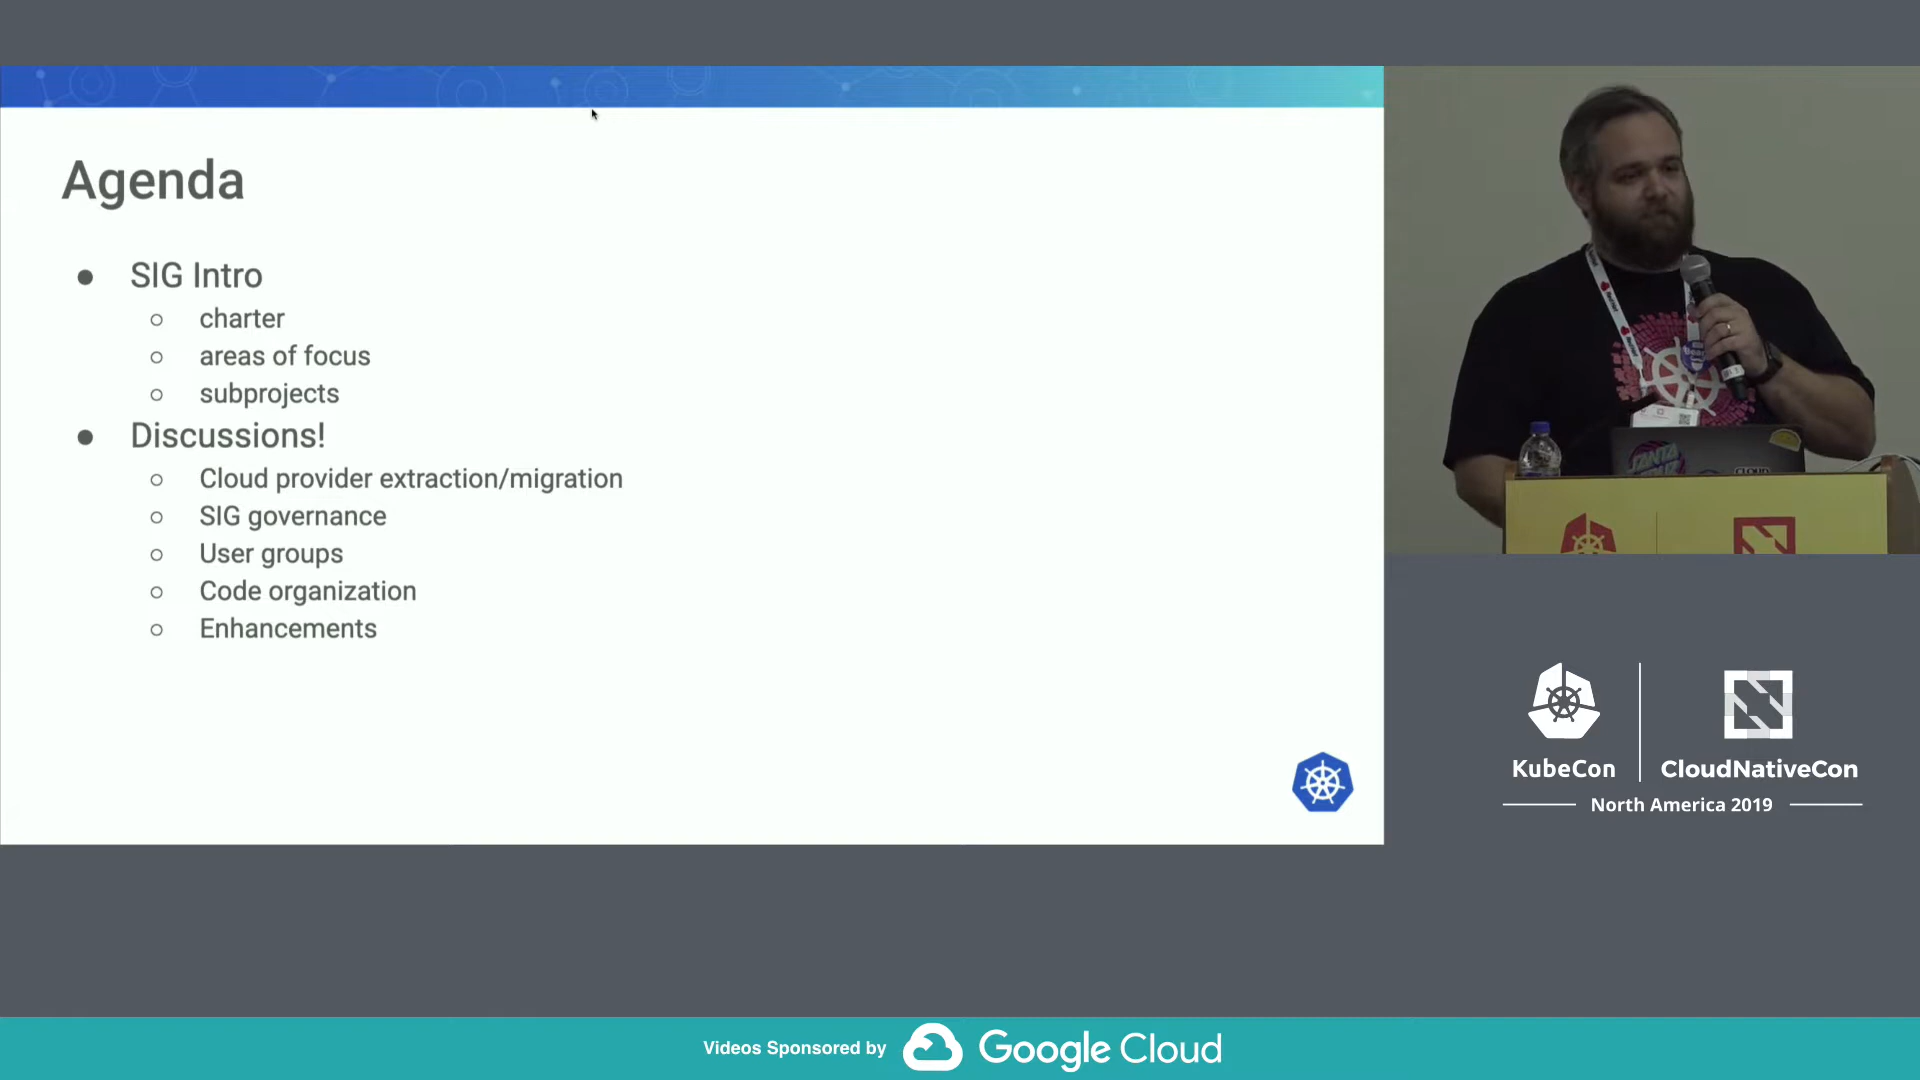 Agenda
SIG Intro
charter
areas of focus
subprojects
Discussions!
Cloud provider extraction/migration
SIG governance
User groups
Code organization
Enhancements
SANTA
KubeCon
CloudNativeCon
North America 2019
Videos Sponsored by
Google Cloud